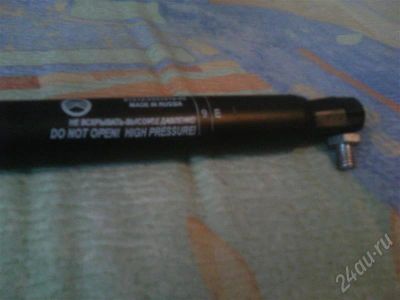 MADE IN RUSSIA
НЕ ВСКРЫВАТЬ-ВЫСОКОЕ ДАВЛЕНИЕ!
DO NOT OPEN! HIGH PRESSURE!
24au.ru